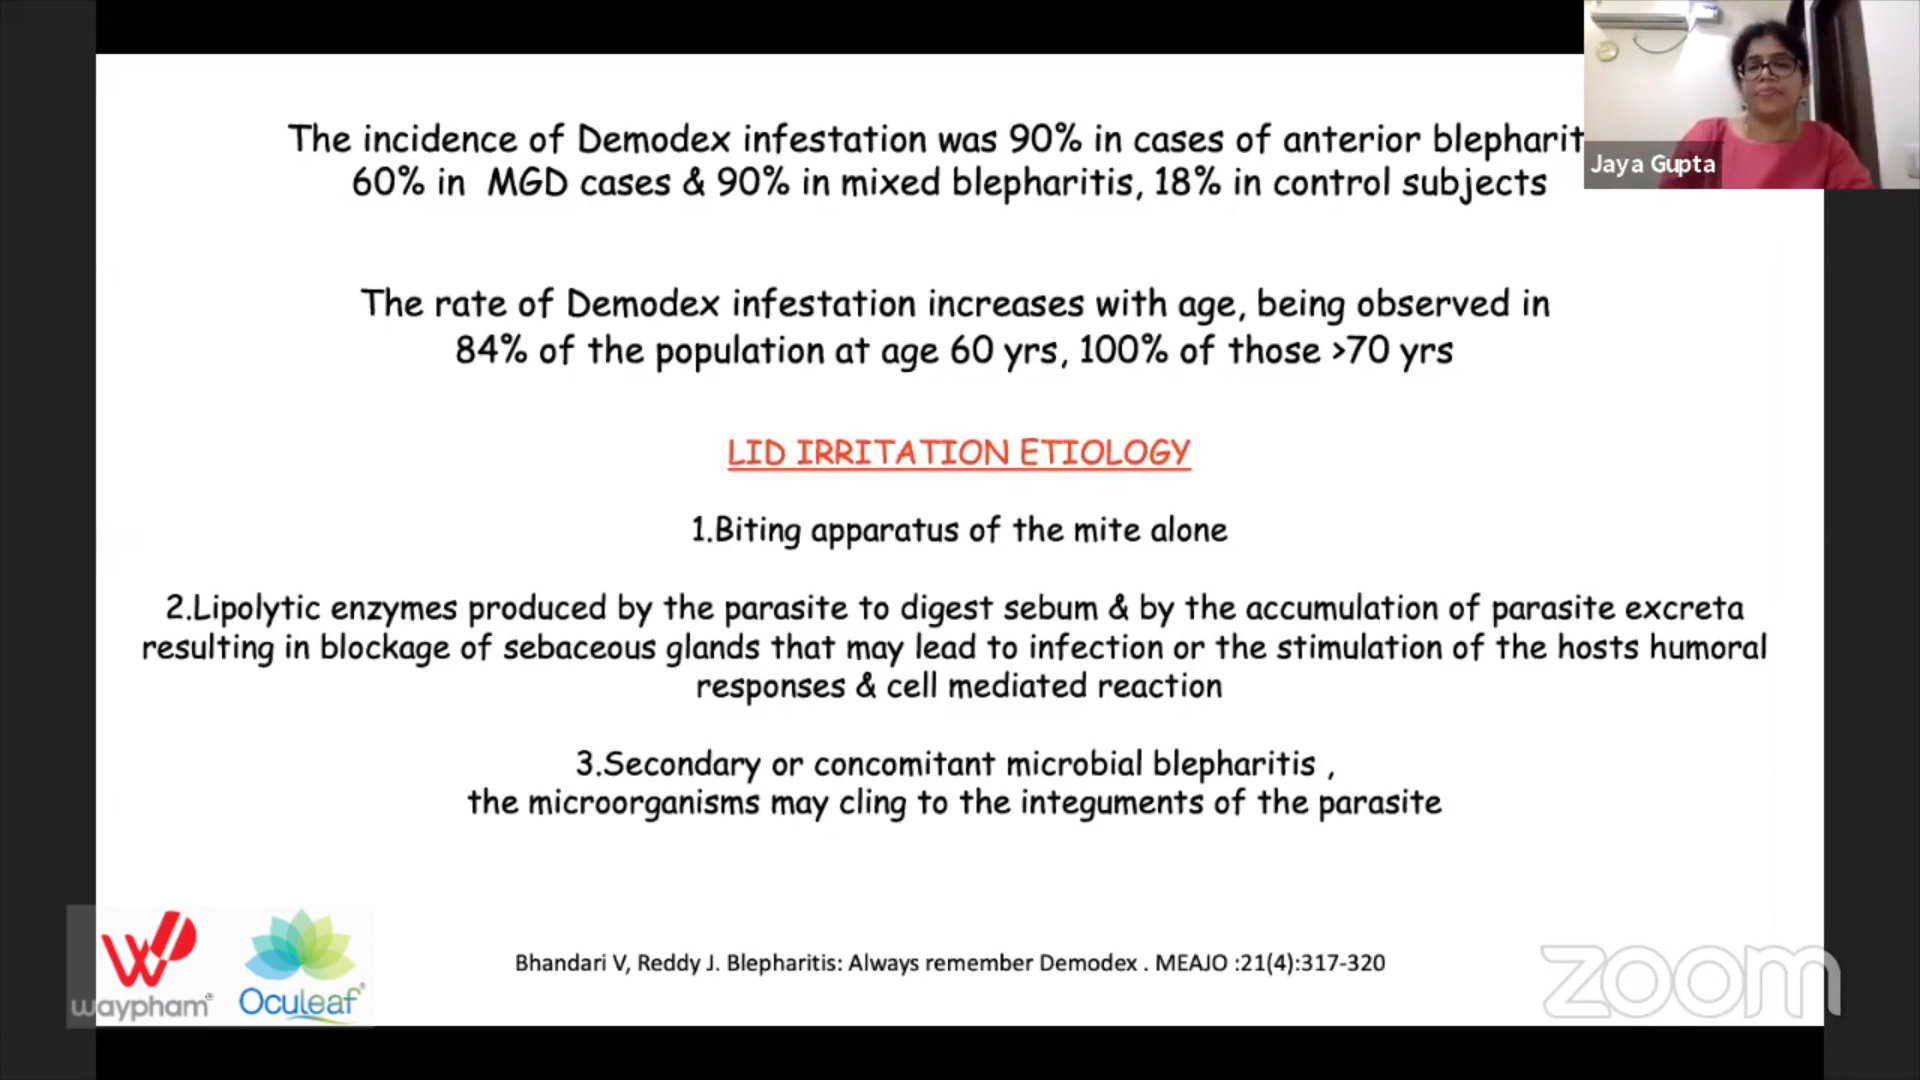 The incidence of Demodex infestation was 90% in cases of anterior blepharit
60% in MGD cases & 90% in mixed blepharitis, 18% in control subjects
Jaya Gupta
The rate of Demodex infestation increases with age, being observed in
84% of the population at age 60 yrs, 100% of those >70 yrs
LID IRRITATION ETIOLOGY
1.Biting apparatus of the mite alone
2.Lipolytic enzymes produced by the parasite to digest sebum & by the accumulation of parasite excreta
resulting in blockage of sebaceous glands that may lead to infection or the stimulation of the hosts humoral
responses & cell mediated reaction
3.Secondary or concomitant microbial blepharitis ,
the microorganisms may cling to the integuments of the parasite
waypham®
Oculeaf®
Bhandari V, Reddy J. Blepharitis: Always remember Demodex . MEAJO :21(4):317-320
zoom